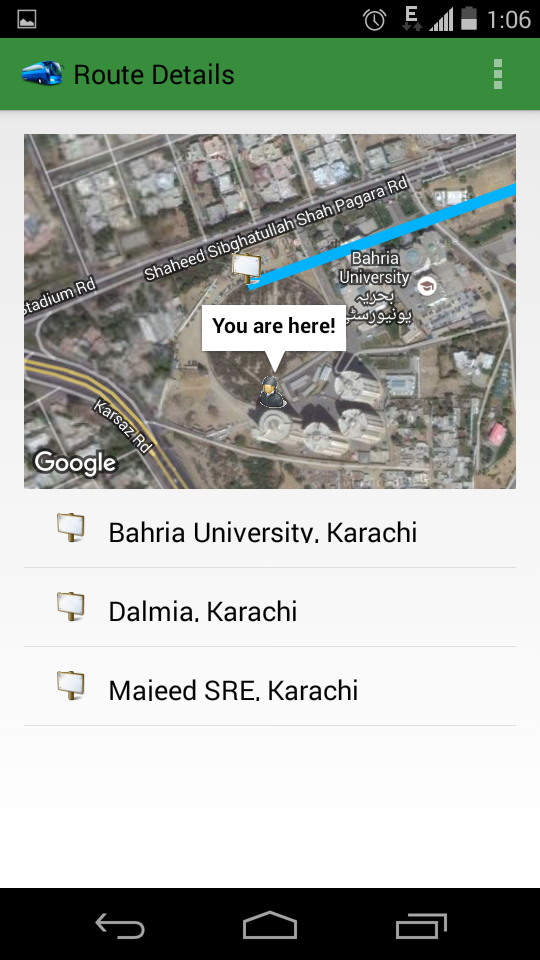 E
1:06
Route Details
Shaheed Sibghatullah Shah Pagara Rd
Stadium Rd
Bahria
University
بحریہ
یونیورسٹی
You are here!
Karsaz Rd
Google
Bahria University, Karachi
Dalmia, Karachi
Majeed SRE, Karachi